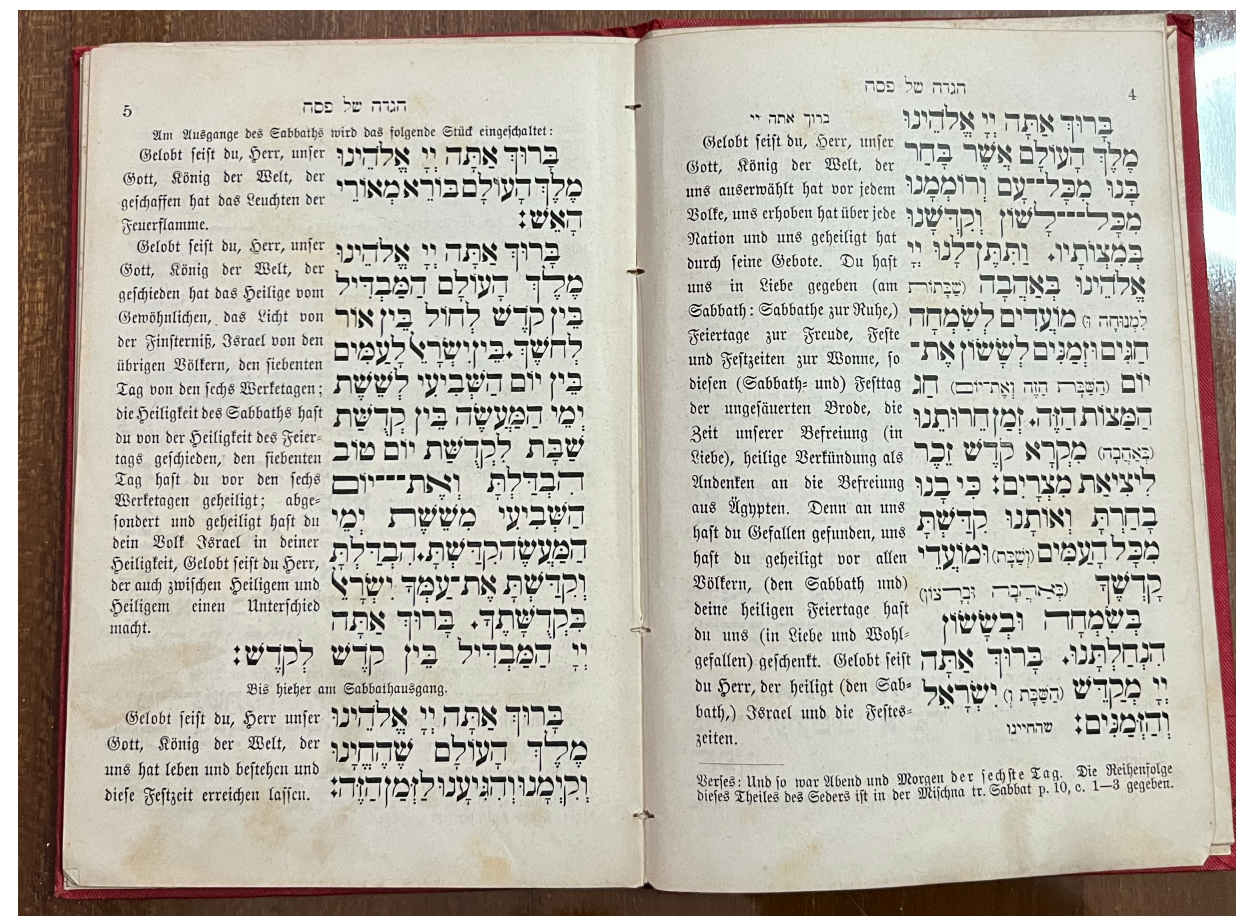 4
הגדה של פסח
בָּרוּךְ אַתָּה יְיָ אֱלֹהֵינוּ
מֶלֶךְ הָעוֹלָם אֲשֶׁר בָּחַר
בָּנוּ מִכָּל־עָם וְרוֹמְמָנוּ
מִכָּל־לָשׁוֹן וְקִדְּשָׁנוּ
בְּמִצְוֹתָיו. וַתִּתֶּן־לָנוּ יְיָ
אֱלֹהֵינוּ בְּאַהֲבָה (שַׁבָּתוֹת
לִמְנוּחָה וּ) מוֹעֲדִים לְשִׂמְחָה
חַגִּים וּזְמַנִּים לְשָׂשׂוֹן אֶת־
יוֹם (הַשַּׁבָּת הַזֶּה וְאֶת־יוֹם) חַג
הַמַּצּוֹת הַזֶּה. זְמַן חֵרוּתֵנוּ
(בְּאַהֲבָה) מִקְרָא קֹדֶשׁ זֵכֶר
לִיצִיאַת מִצְרָיִם: כִּי בָנוּ
בָחַרְתָּ וְאוֹתָנוּ קִדַּשְׁתָּ
מִכָּל הָעַמִּים (וְשַׁבָּת) וּמוֹעֲדֵי
קָדְשֶׁךָ (בְּאַהֲבָה וּבְרָצוֹן)
בְּשִׂמְחָה וּבְשָׂשׂוֹן
הִנְחַלְתָּנוּ. בָּרוּךְ אַתָּה
יְיָ מְקַדֵּשׁ (הַשַּׁבָּת וְ) יִשְׂרָאֵל
וְהַזְּמַנִּים: שהחיינו
ברוך אתה יי
Gelobt seist du, Herr, unser
Gott, König der Welt, der
uns auserwählt hat vor jedem
Volke, uns erhoben hat über jede
Nation und uns geheiligt hat
durch seine Gebote. Du hast
uns in Liebe gegeben (am
Sabbath: Sabbathe zur Ruhe,)
Feiertage zur Freude, Feste
und Festzeiten zur Wonne, so
diesen (Sabbath- und) Festtag
der ungesäuerten Brode, die
Zeit unserer Befreiung (in
Liebe), heilige Verkündung als
Andenken an die Befreiung
aus Ägypten. Denn an uns
hast du Gefallen gefunden, uns
hast du geheiligt vor allen
Völkern, (den Sabbath und)
deine heiligen Feiertage hast
du uns (in Liebe und Wohl-
gefallen) geschenkt. Gelobt seist
du Herr, der heiligt (den Sab-
bath,) Israel und die Festes-
zeiten.
Verses: Und so war Abend und Morgen der sechste Tag. Die Reihenfolge
dieses Theiles des Seders ist in der Mischna tr. Sabbat p. 10, c. 1—3 gegeben.
5
הגדה של פסח
Am Ausgange des Sabbaths wird das folgende Stück eingeschaltet:
בָּרוּךְ אַתָּה יְיָ אֱלֹהֵינוּ
מֶלֶךְ הָעוֹלָם בּוֹרֵא מְאוֹרֵי
הָאֵשׁ:
בָּרוּךְ אַתָּה יְיָ אֱלֹהֵינוּ
מֶלֶךְ הָעוֹלָם הַמַּבְדִּיל
בֵּין קֹדֶשׁ לְחוֹל בֵּין אוֹר
לְחֹשֶׁךְ. בֵּין יִשְׂרָאֵל לָעַמִּים
בֵּין יוֹם הַשְּׁבִיעִי לְשֵׁשֶׁת
יְמֵי הַמַּעֲשֶׂה בֵּין קְדֻשַּׁת
שַׁבָּת לִקְדֻשַּׁת יוֹם טוֹב
הִבְדַּלְתָּ וְאֶת־יוֹם
הַשְּׁבִיעִי מִשֵּׁשֶׁת יְמֵי
הַמַּעֲשֶׂה קִדַּשְׁתָּ. הִבְדַּלְתָּ
וְקִדַּשְׁתָּ אֶת־עַמְּךָ יִשְׂרָאֵל
בִּקְדֻשָּׁתֶךָ. בָּרוּךְ אַתָּה
יְיָ הַמַּבְדִּיל בֵּין קֹדֶשׁ לְקֹדֶשׁ:
Gelobt seist du, Herr, unser
Gott, König der Welt, der
geschaffen hat das Leuchten der
Feuerflamme.
Gelobt seist du, Herr, unser
Gott, König der Welt, der
geschieden hat das Heilige vom
Gewöhnlichen, das Licht von
der Finsterniß, Israel von den
übrigen Völkern, den siebenten
Tag von den sechs Werketagen;
die Heiligkeit des Sabbaths hast
du von der Heiligkeit des Feier-
tags geschieden, den siebenten
Tag hast du vor den sechs
Werketagen geheiligt; abge-
sondert und geheiligt hast du
dein Volk Israel in deiner
Heiligkeit, Gelobt seist du Herr,
der auch zwischen Heiligem und
Heiligem einen Unterschied
macht.
Bis hieher am Sabbathausgang.
בָּרוּךְ אַתָּה יְיָ אֱלֹהֵינוּ
מֶלֶךְ הָעוֹלָם שֶׁהֶחֱיָנוּ
וְקִיְּמָנוּ וְהִגִּיעָנוּ לַזְּמַן הַזֶּה:
Gelobt seist du, Herr unser
Gott, König der Welt, der
uns hat leben und bestehen und
diese Festzeit erreichen lassen.